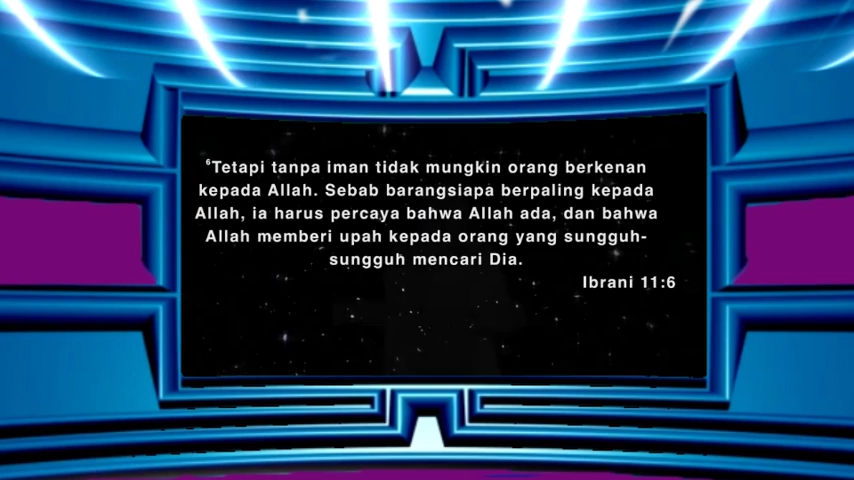 ⁶Tetapi tanpa iman tidak mungkin orang berkenan
kepada Allah. Sebab barangsiapa berpaling kepada
Allah, ia harus percaya bahwa Allah ada, dan bahwa
Allah memberi upah kepada orang yang sungguh-
sungguh mencari Dia.
Ibrani 11:6